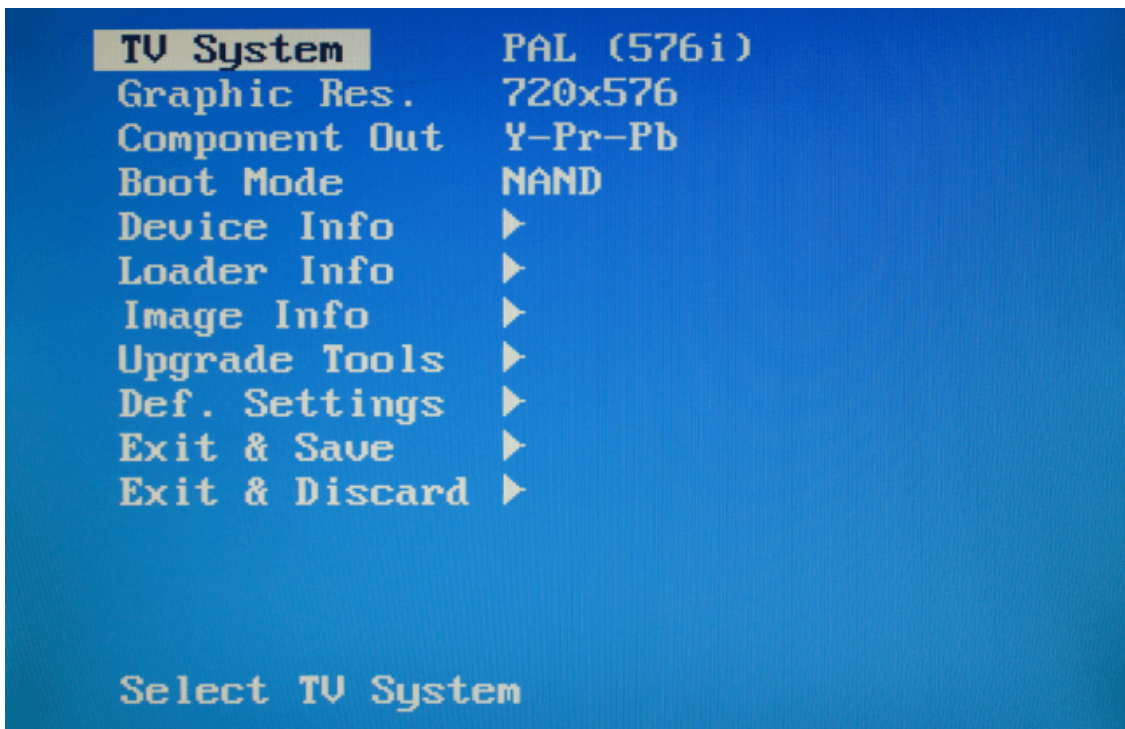 TV System PAL (576i)
Graphic Res. 720x576
Component Out Y-Pr-Pb
Boot Mode NAND
Device Info
Loader Info
Image Info
Upgrade Tools
Def. Settings
Exit & Save
Exit & Discard
Select TV System